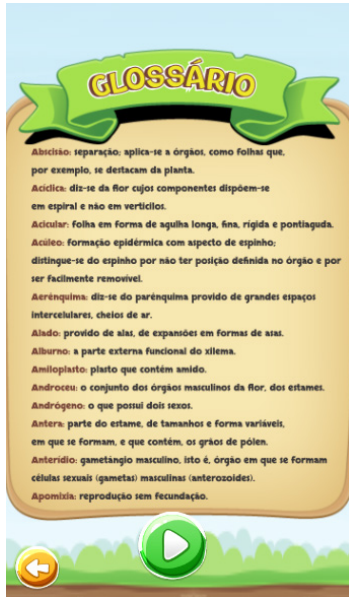 GLOSSÁRIO
Abscisão: separação; aplica-se a órgãos, como folhas que,
por exemplo, se destacam da planta.
Acíclica: diz-se da flor cujos componentes dispõem-se
em espiral e não em verticilos.
Acicular: folha em forma de agulha longa, fina, rígida e pontiaguda.
Acúleo: formação epidérmica com aspecto de espinho;
distingue-se do espinho por não ter posição definida no órgão e por
ser facilmente removível.
Aerênquima: diz-se do parênquima provido de grandes espaços
intercelulares, cheios de ar.
Alado: provido de alas, de expansões em formas de asas.
Alburno: a parte externa funcional do xilema.
Amiloplasto: plasto que contém amido.
Androceu: o conjunto dos órgãos masculinos da flor, dos estames.
Andrógeno: o que possui dois sexos.
Antera: parte do estame, de tamanhos e forma variáveis,
em que se formam, e que contém, os grãos de pólen.
Anterídio: gametângio masculino, isto é, órgão em que se formam
células sexuais (gametas) masculinas (anterozoides).
Apomixia: reprodução sem fecundação.